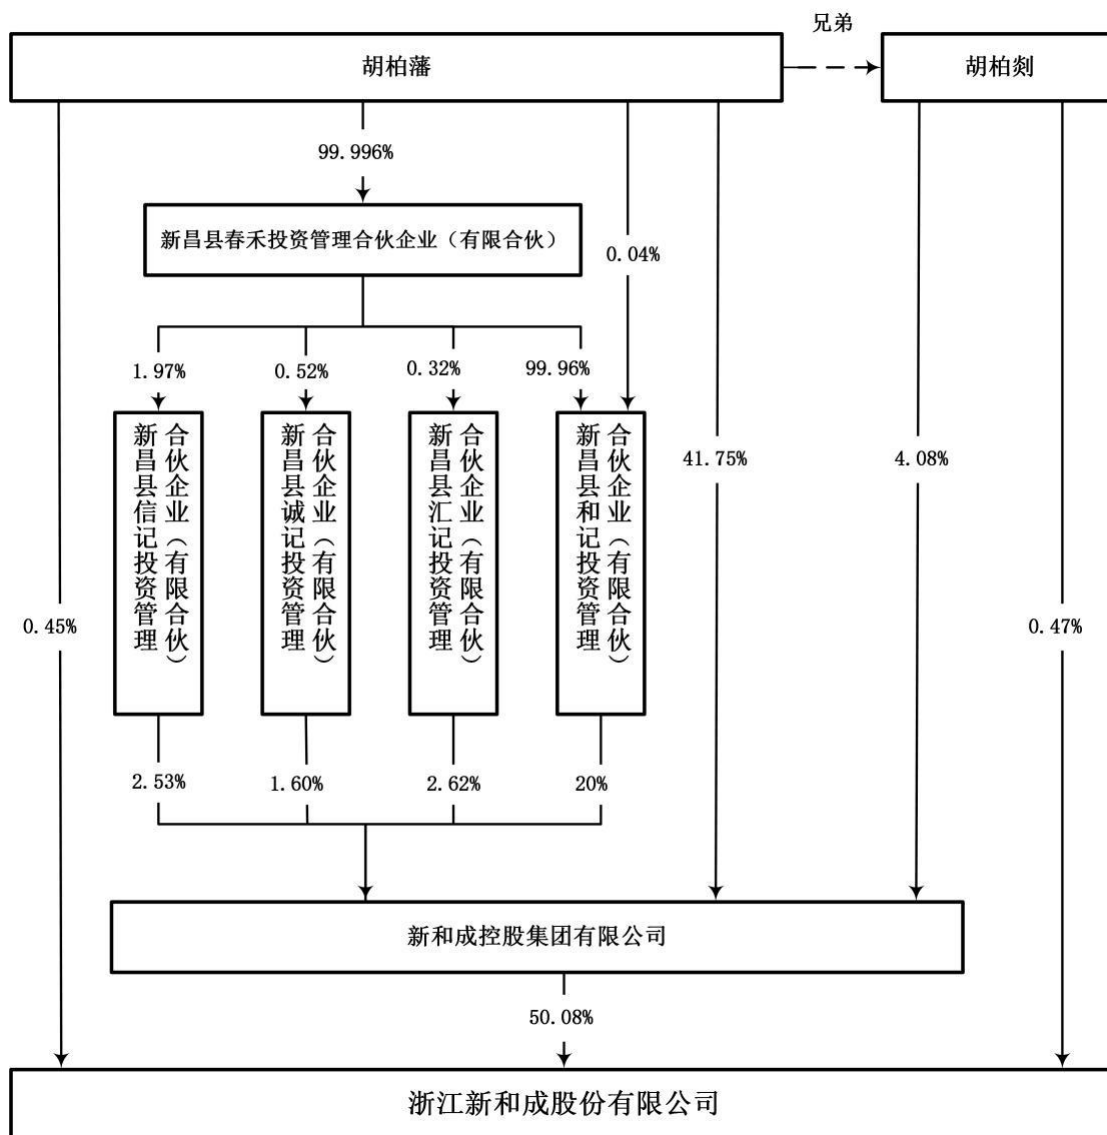 兄弟
胡柏藩
胡柏剡
99.996%
新昌县春禾投资管理合伙企业（有限合伙）
0.04%
1.97%
0.52%
0.32%
99.96%
新昌县信记投资管理
合伙企业（有限合伙）
新昌县诚记投资管理
合伙企业（有限合伙）
新昌县汇记投资管理
合伙企业（有限合伙）
新昌县和记投资管理
合伙企业（有限合伙）
41.75%
4.08%
0.45%
0.47%
2.53%
1.60%
2.62%
20%
新和成控股集团有限公司
50.08%
浙江新和成股份有限公司